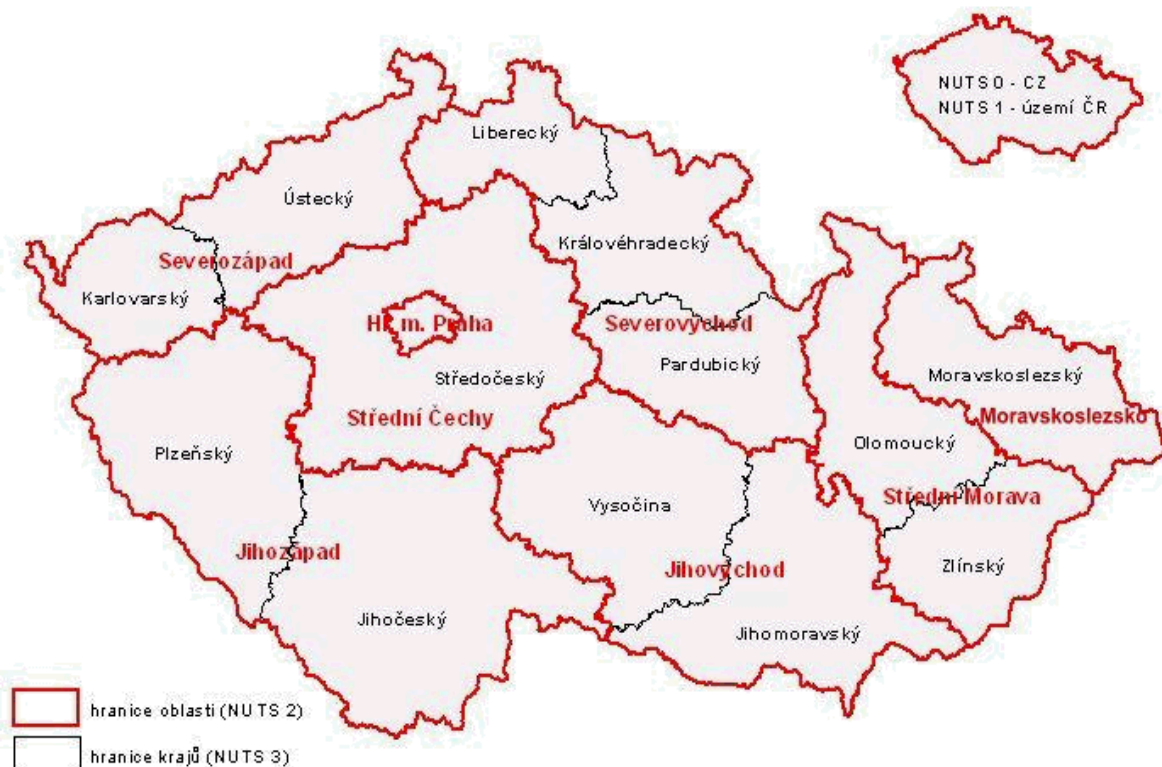 NUTS 0 - CZ
NUTS 1 - území ČR
Liberecký
Ústecký
Královéhradecký
Severozápad
Karlovarský
Hl. m. Praha
Severovýchod
Pardubický
Středočeský
Moravskoslezský
Střední Čechy
Moravskoslezsko
Olomoucký
Plzeňský
Střední Morava
Vysočina
Jihozápad
Jihovýchod
Zlínský
Jihočeský
Jihomoravský
hranice oblastí (NUTS 2)
hranice krajů (NUTS 3)